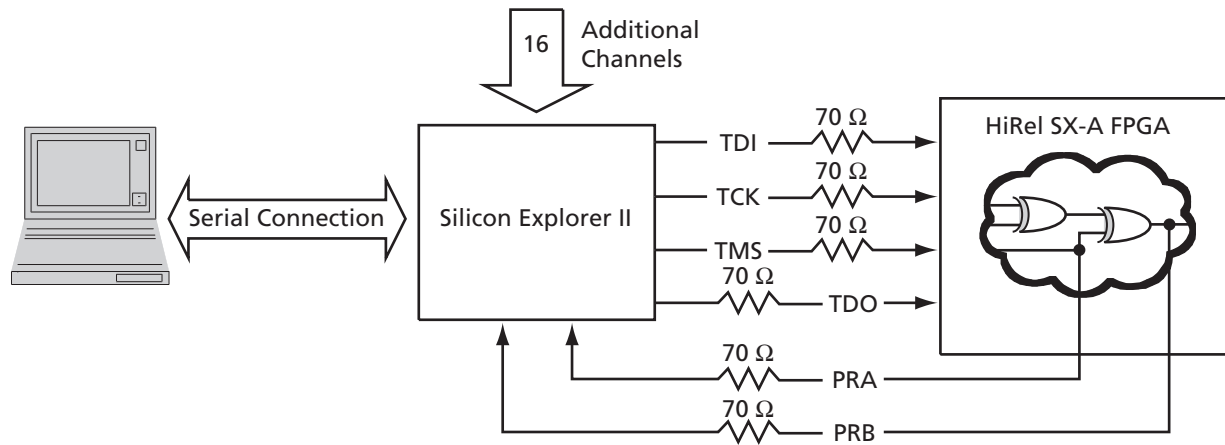 16
Additional
Channels
Serial Connection
Silicon Explorer II
70 Ω
TDI
70 Ω
TCK
70 Ω
TMS
70 Ω
TDO
70 Ω
PRA
70 Ω
PRB
HiRel SX-A FPGA